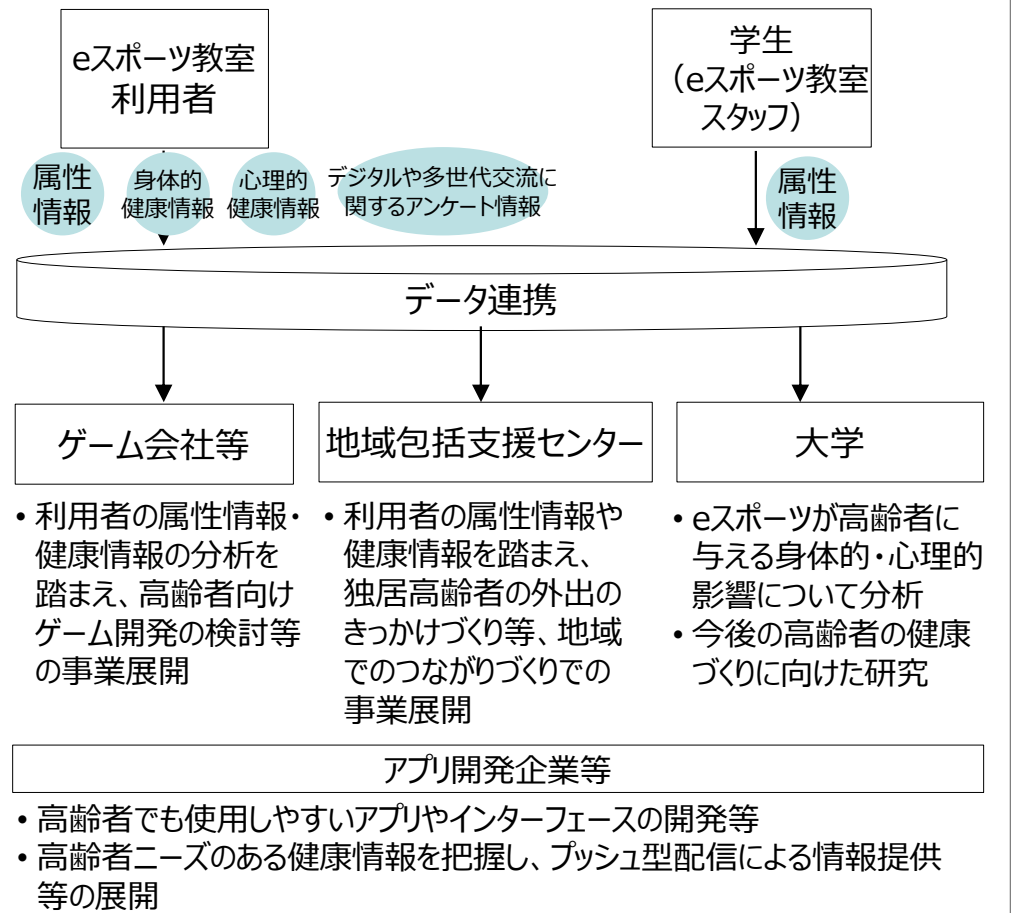 eスポーツ教室
利用者
学生
（eスポーツ教室
スタッフ）
属性
情報
身体的
健康情報
心理的
健康情報
デジタルや多世代交流に
関するアンケート情報
属性
情報
データ連携
ゲーム会社等
• 利用者の属性情報・
健康情報の分析を
踏まえ、高齢者向け
ゲーム開発の検討等
の事業展開
地域包括支援センター
• 利用者の属性情報や
健康情報を踏まえ、
独居高齢者の外出の
きっかけづくり等、地域
でのつながりづくりでの
事業展開
大学
• eスポーツが高齢者に
与える身体的・心理的
影響について分析
• 今後の高齢者の健康
づくりに向けた研究
アプリ開発企業等
• 高齢者でも使用しやすいアプリやインターフェースの開発等
• 高齢者ニーズのある健康情報を把握し、プッシュ型配信による情報提供
等の展開